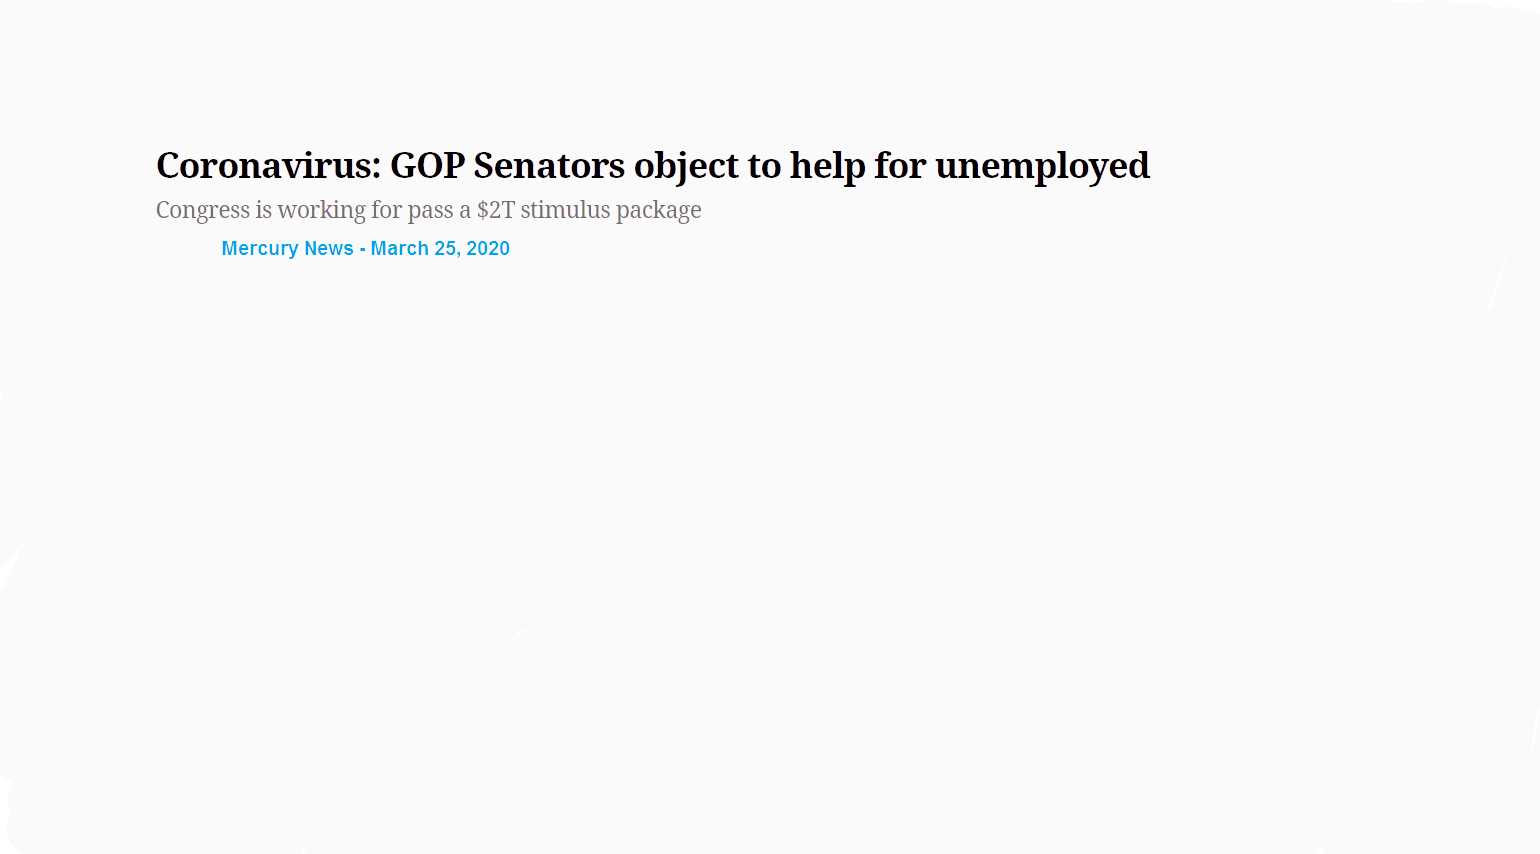 Coronavirus: GOP Senators object to help for unemployed
Congress is working for pass a $2T stimulus package
Mercury News - March 25, 2020